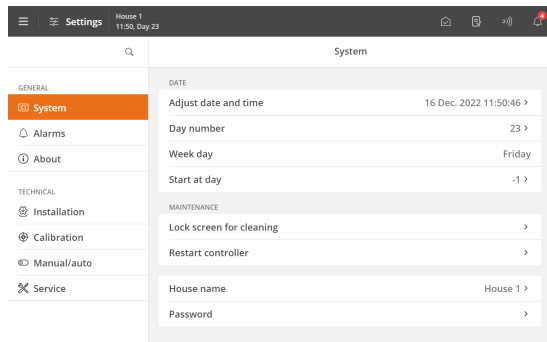 Settings
House 1
11:50, Day 23
4
System
GENERAL
System
Alarms
About
TECHNICAL
Installation
Calibration
Manual/auto
Service
DATE
Adjust date and time 16 Dec. 2022 11:50:46 >
Day number 23 >
Week day Friday
Start at day -1 >
MAINTENANCE
Lock screen for cleaning >
Restart controller >
House name House 1 >
Password >